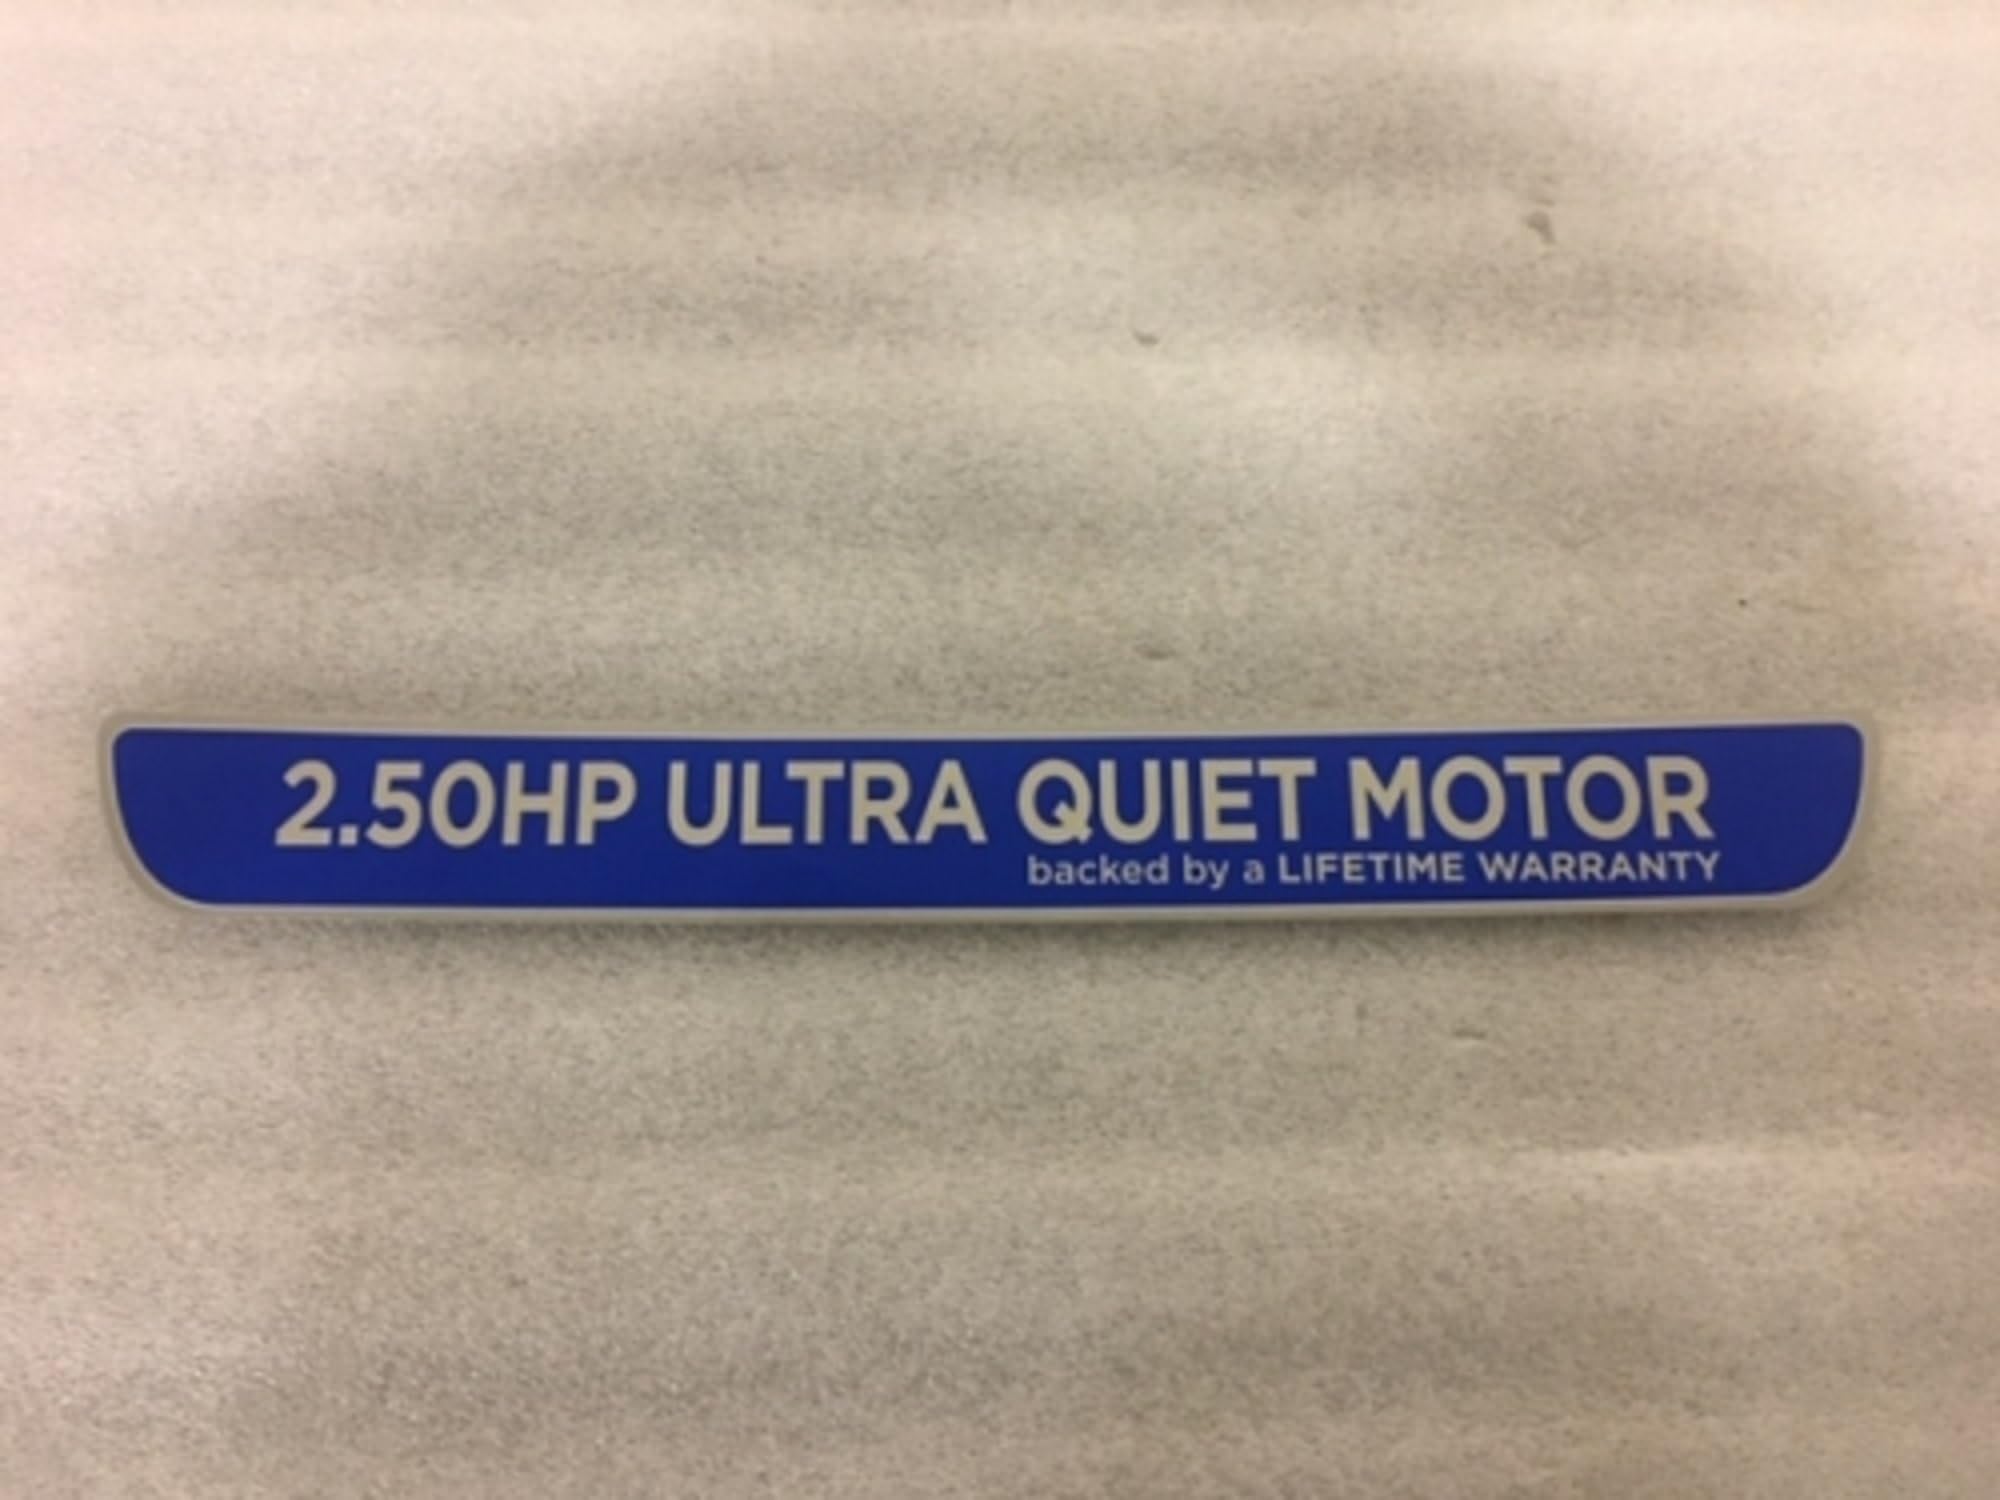 2.50HP ULTRA QUIET MOTOR
backed by a LIFETIME WARRANTY